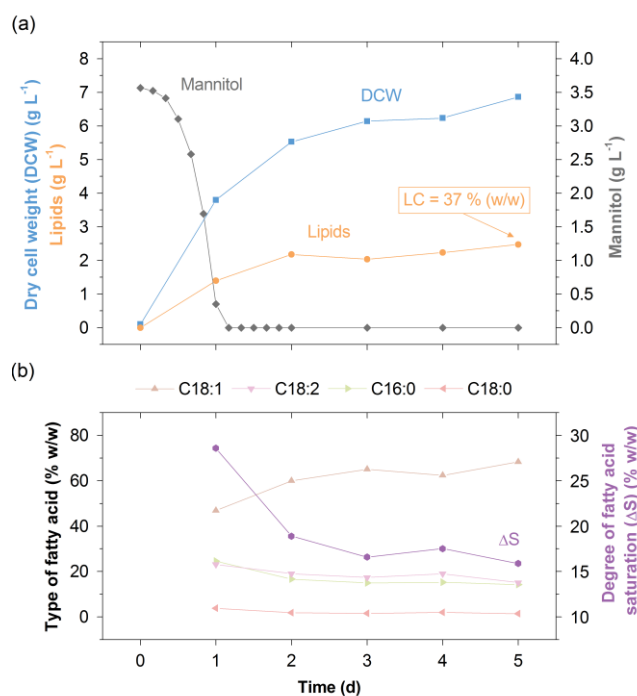 (a)
8
7
6
5
4
3
2
1
0
Dry cell weight (DCW) (g L⁻¹)
Lipids (g L⁻¹)
Mannitol
DCW
Lipids
LC = 37 % (w/w)
4.0
3.5
3.0
2.5
2.0
1.5
1.0
0.5
0.0
Mannitol (g L⁻¹)
(b)
C18:1 C18:2 C16:0 C18:0
80
60
40
20
0
Type of fatty acid (% w/w)
ΔS
30
25
20
15
10
Degree of fatty acid
saturation (ΔS) (% w/w)
0 1 2 3 4 5
Time (d)